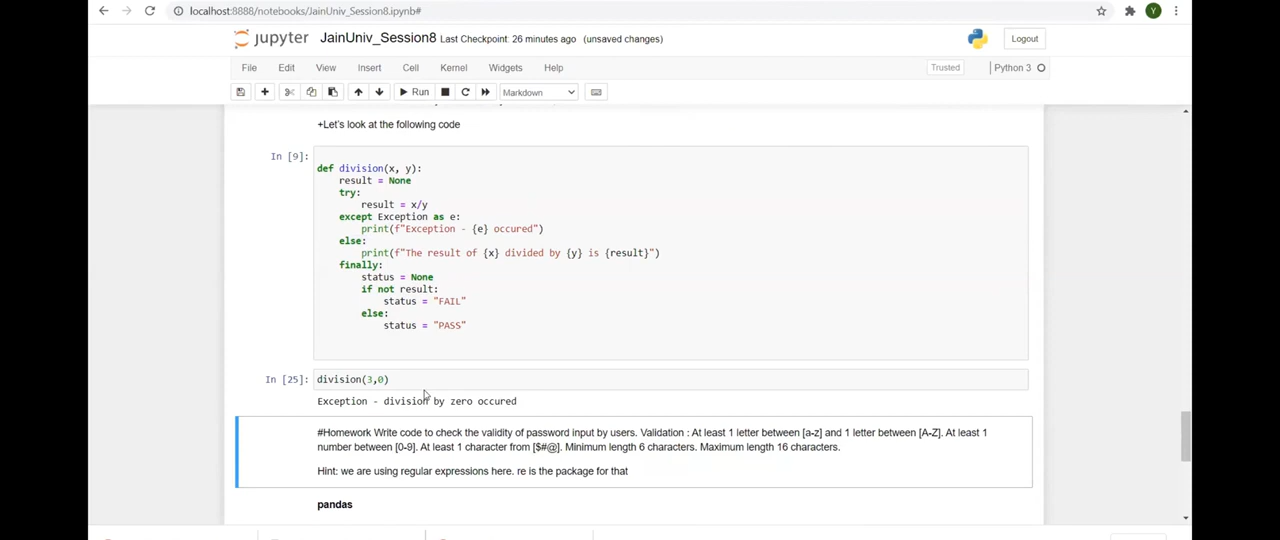 localhost:8888/notebooks/JainUniv_Session8.ipynb#
Y
jupyter JainUniv_Session8 Last Checkpoint: 26 minutes ago (unsaved changes)
Logout
File Edit View Insert Cell Kernel Widgets Help
Trusted Python 3
Run Markdown
+Let's look at the following code
In [9]:
def division(x, y):
result = None
try:
result = x/y
except Exception as e:
print(f"Exception - {e} occured")
else:
print(f"The result of {x} divided by {y} is {result}")
finally:
status = None
if not result:
status = "FAIL"
else:
status = "PASS"
In [25]: division(3,0)
Exception - division by zero occured
#Homework Write code to check the validity of password input by users. Validation : At least 1 letter between [a-z] and 1 letter between [A-Z]. At least 1
number between [0-9]. At least 1 character from [$#@]. Minimum length 6 characters. Maximum length 16 characters.
Hint: we are using regular expressions here. re is the package for that
pandas